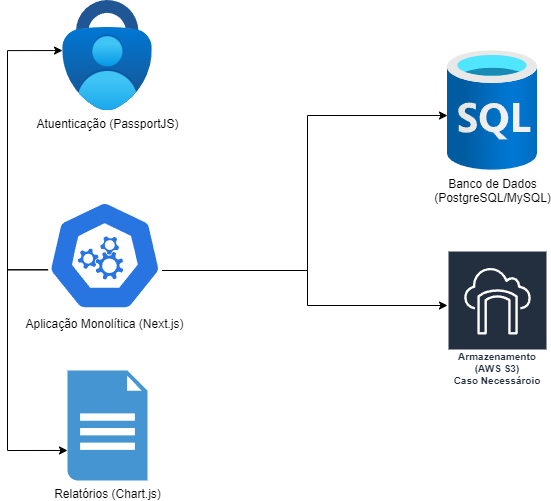 Atuenticação (PassportJS)
SQL
Banco de Dados
(PostgreSQL/MySQL)
Aplicação Monolítica (Next.js)
Armazenamento
(AWS S3)
Caso Necessároio
Relatórios (Chart.js)